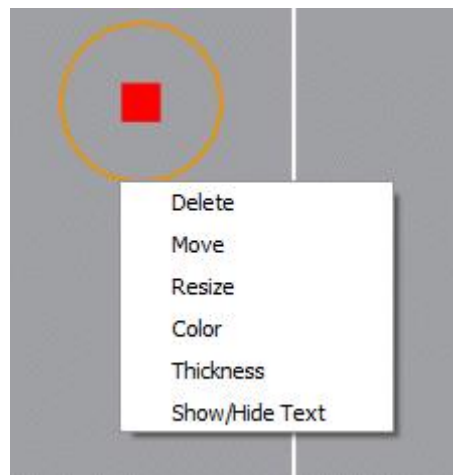 Delete
Move
Resize
Color
Thickness
Show/Hide Text